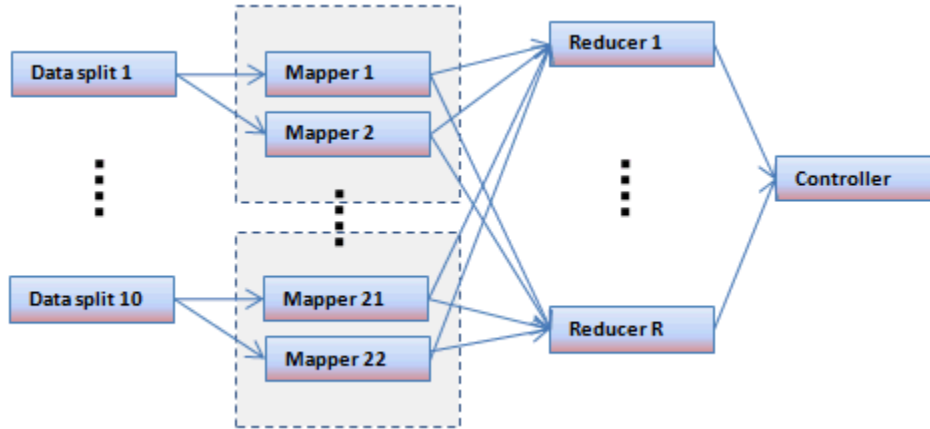 Data split 1
Mapper 1
Mapper 2
Reducer 1
Controller
Data split 10
Mapper 21
Mapper 22
Reducer R